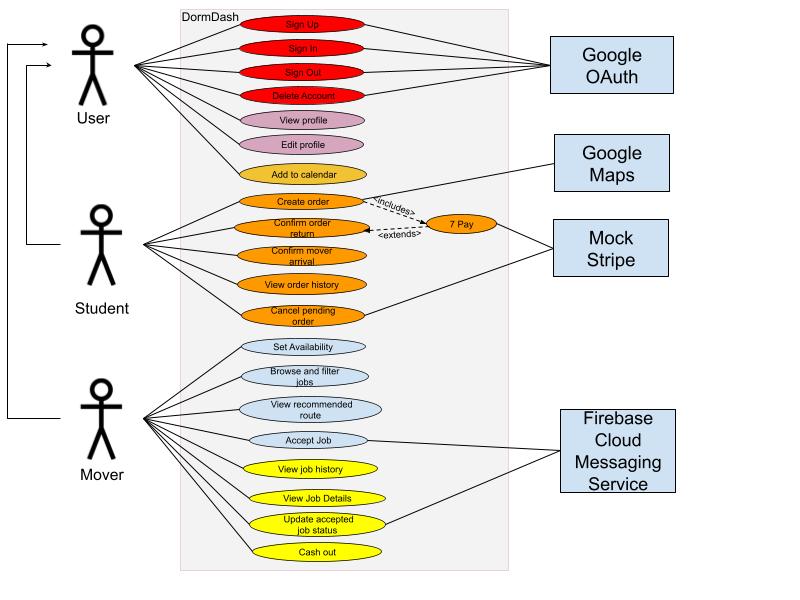 DormDash
Sign Up
Sign In
Sign Out
Delete Account
View profile
Edit profile
Add to calendar
Create order
<includes>
Confirm order
return
7 Pay
<extends>
Confirm mover
arrival
View order history
Cancel pending
order
Set Availability
Browse and filter
jobs
View recommended
route
Accept Job
View job history
View Job Details
Update accepted
job status
Cash out
User
Student
Mover
Google
OAuth
Google
Maps
Mock
Stripe
Firebase
Cloud
Messaging
Service